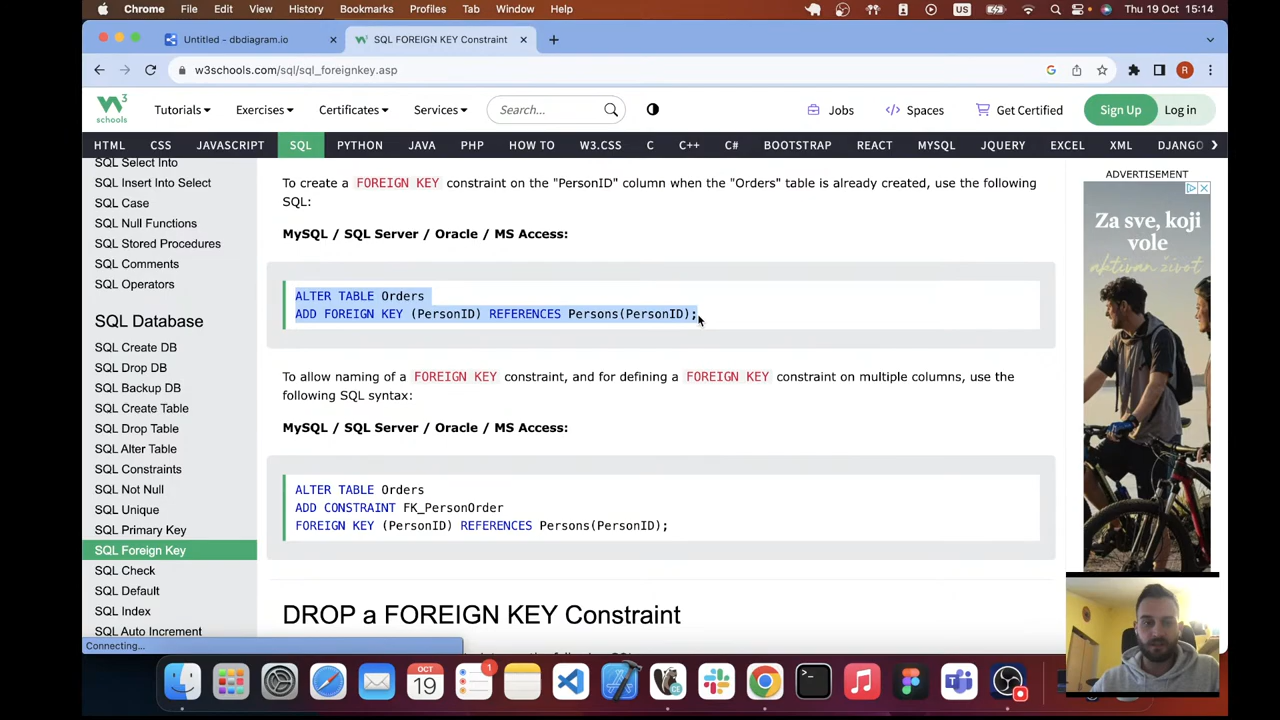 Chrome File Edit View History Bookmarks Profiles Tab Window Help
US
Thu 19 Oct 15:14
Untitled - dbdiagram.io
SQL FOREIGN KEY Constraint
w3schools.com/sql/sql_foreignkey.asp
R
W3
schools
Tutorials
Exercises
Certificates
Services
Search...
Jobs
Spaces
Get Certified
Sign Up
Log in
HTML CSS JAVASCRIPT SQL PYTHON JAVA PHP HOW TO W3.CSS C C++ C# BOOTSTRAP REACT MYSQL JQUERY EXCEL XML DJANGO
SQL Select Into
SQL Insert Into Select
SQL Case
SQL Null Functions
SQL Stored Procedures
SQL Comments
SQL Operators
SQL Database
SQL Create DB
SQL Drop DB
SQL Backup DB
SQL Create Table
SQL Drop Table
SQL Alter Table
SQL Constraints
SQL Not Null
SQL Unique
SQL Primary Key
SQL Foreign Key
SQL Check
SQL Default
SQL Index
SQL Auto Increment
Connecting...
To create a FOREIGN KEY constraint on the "PersonID" column when the "Orders" table is already created, use the following
SQL:
MySQL / SQL Server / Oracle / MS Access:
ALTER TABLE Orders
ADD FOREIGN KEY (PersonID) REFERENCES Persons(PersonID);
To allow naming of a FOREIGN KEY constraint, and for defining a FOREIGN KEY constraint on multiple columns, use the
following SQL syntax:
MySQL / SQL Server / Oracle / MS Access:
ALTER TABLE Orders
ADD CONSTRAINT FK_PersonOrder
FOREIGN KEY (PersonID) REFERENCES Persons(PersonID);
DROP a FOREIGN KEY Constraint
ADVERTISEMENT
Za sve, koji
vole
aktivan život
OCT
19
1